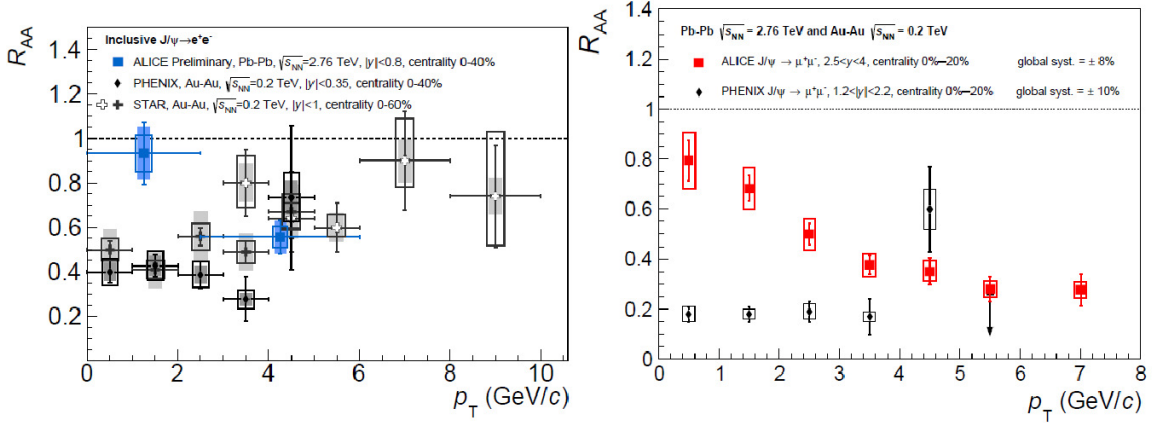 R_AA
Inclusive J/ψ→e⁺e⁻
ALICE Preliminary, Pb-Pb, √s_NN=2.76 TeV, |y|<0.8, centrality 0-40%
PHENIX, Au-Au, √s_NN=0.2 TeV, |y|<0.35, centrality 0-40%
STAR, Au-Au, √s_NN=0.2 TeV, |y|<1, centrality 0-60%
1.4
1.2
1
0.8
0.6
0.4
0.2
0 2 4 6 8 10
p_T (GeV/c)
R_AA
Pb-Pb √s_NN = 2.76 TeV and Au-Au √s_NN = 0.2 TeV
ALICE J/ψ → μ⁺μ⁻, 2.5<y<4, centrality 0%–20% global syst. = ± 8%
PHENIX J/ψ → μ⁺μ⁻, 1.2<|y|<2.2, centrality 0%–20% global syst. = ± 10%
1.4
1.2
1
0.8
0.6
0.4
0.2
0
0 1 2 3 4 5 6 7 8
p_T (GeV/c)